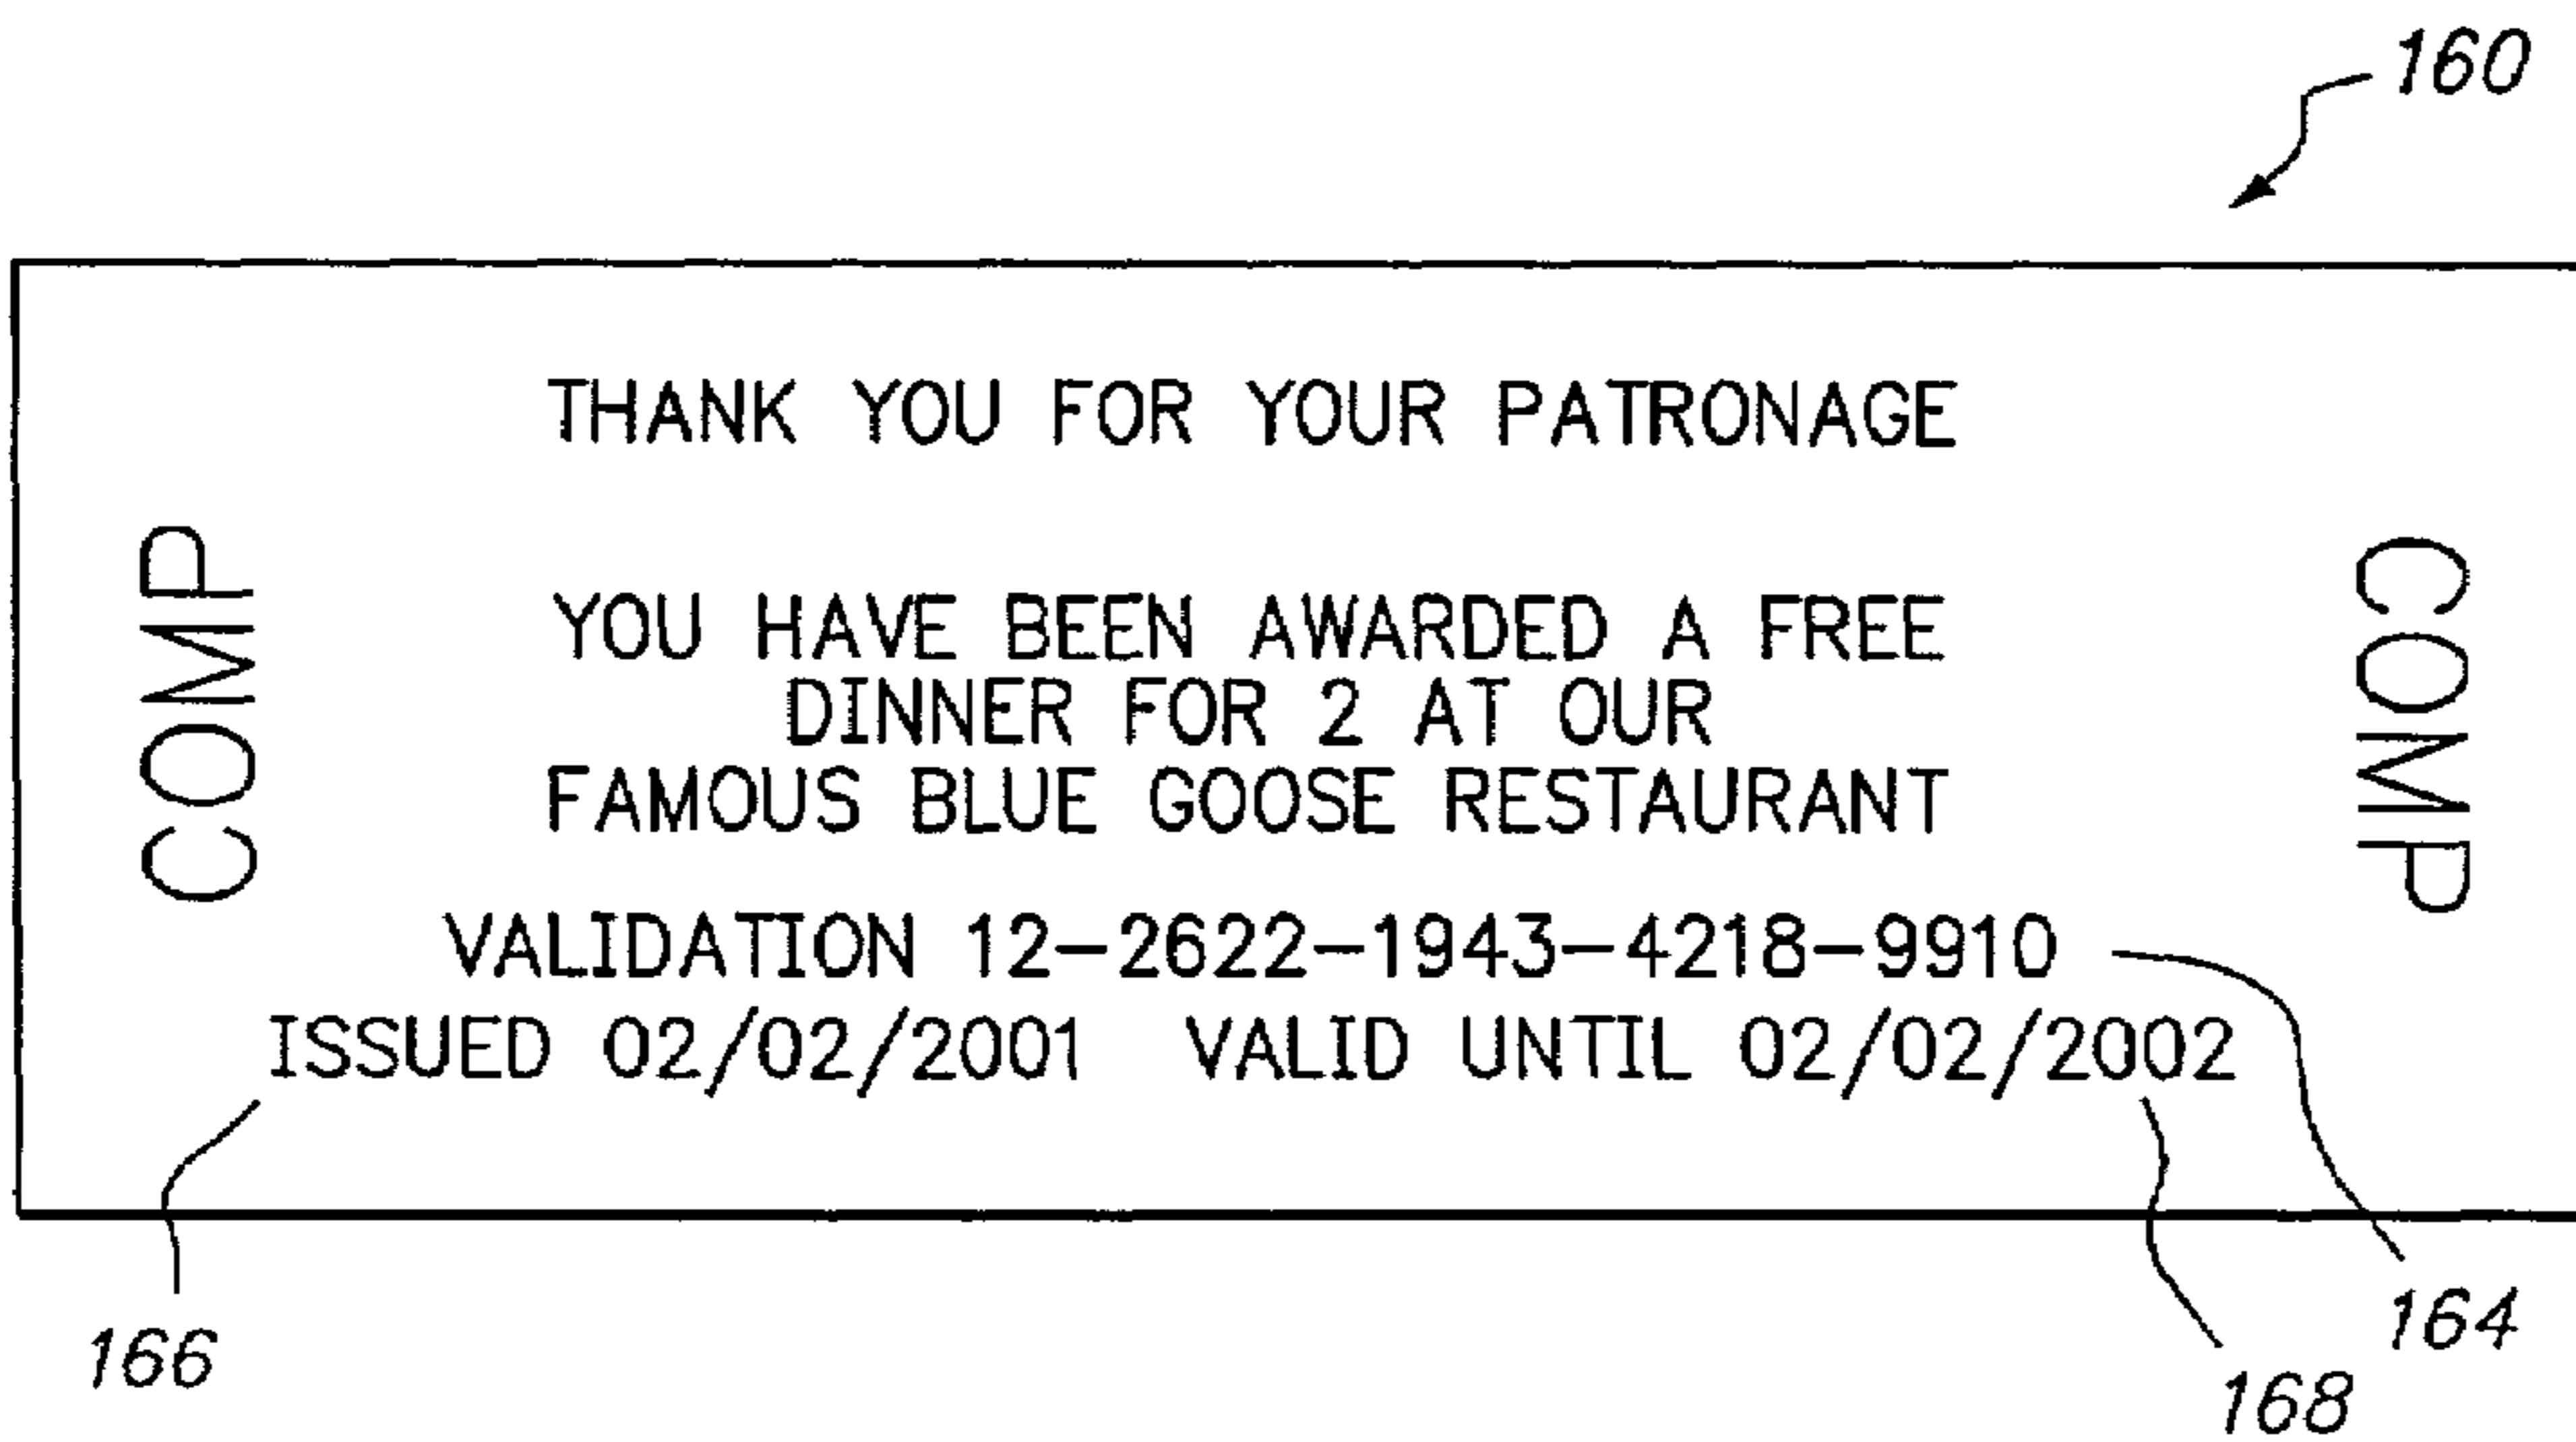 160
THANK YOU FOR YOUR PATRONAGE
COMP
COMP
YOU HAVE BEEN AWARDED A FREE
DINNER FOR 2 AT OUR
FAMOUS BLUE GOOSE RESTAURANT
VALIDATION 12-2622-1943-4218-9910
ISSUED 02/02/2001 VALID UNTIL 02/02/2002
166
164
168